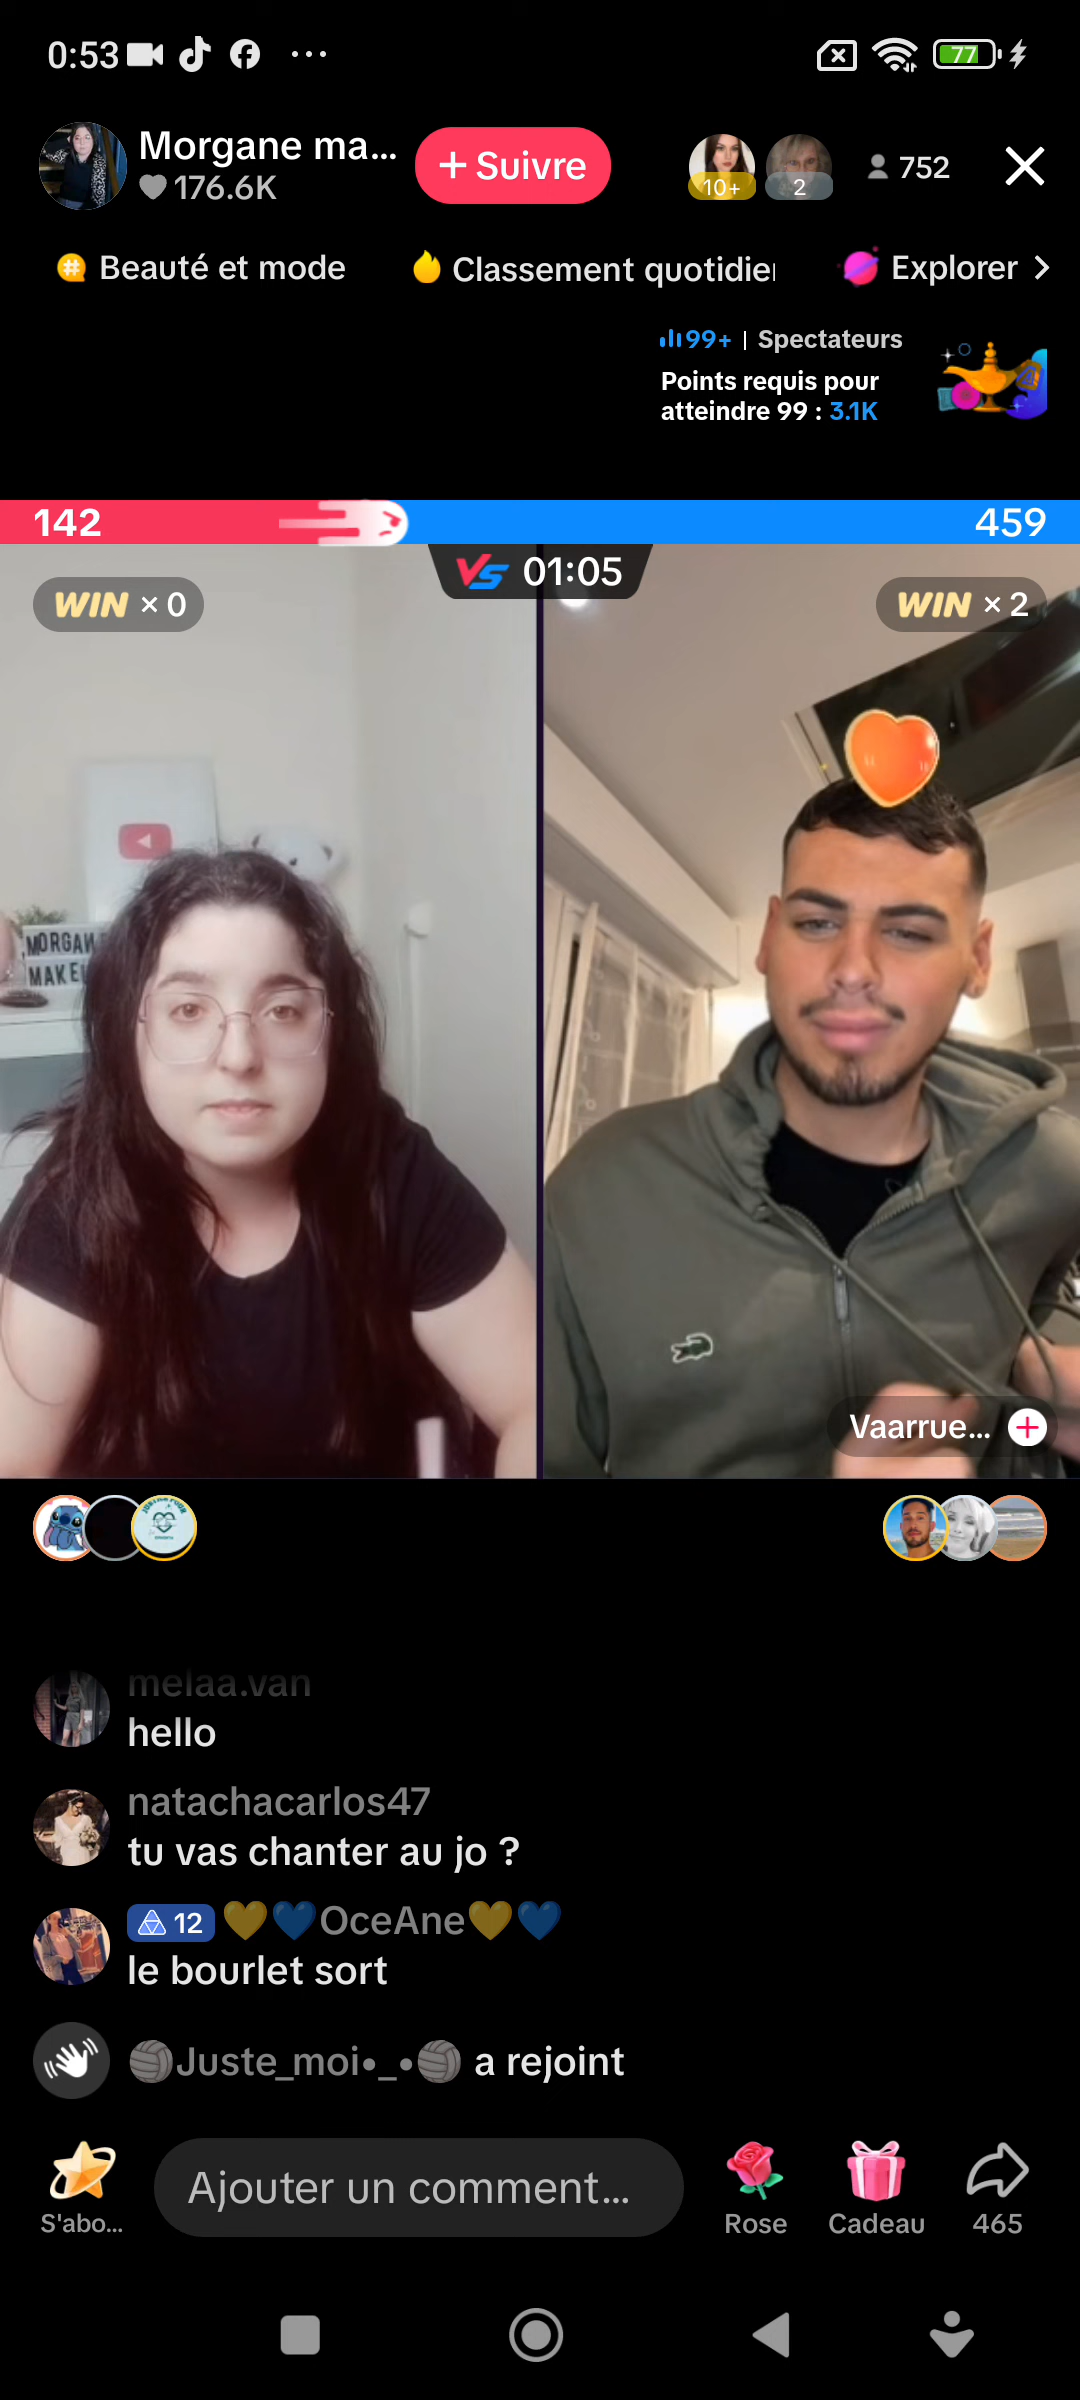 0:53
77
Morgane ma...
176.6K
+ Suivre
10+
2
752
Beauté et mode
Classement quotidie
Explorer >
99+ | Spectateurs
Points requis pour
atteindre 99 : 3.1K
142
459
VS 01:05
WIN × 0
WIN × 2
MORGAN
MAKE
Vaarrue...
melaa.van
hello
natachacarlos47
tu vas chanter au jo ?
12 💛💙OceAne💛💙
le bourlet sort
🏐Juste_moi•_•🏐 a rejoint
S'abo...
Ajouter un comment...
Rose
Cadeau
465